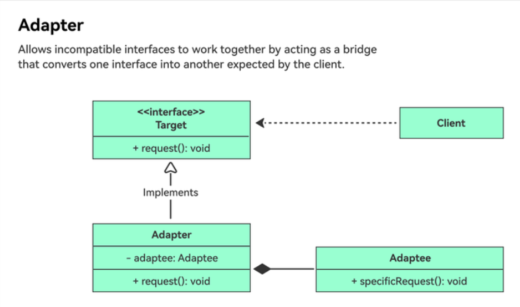 Adapter
Allows incompatible interfaces to work together by acting as a bridge
that converts one interface into another expected by the client.
<<interface>>
Target
+ request(): void
Client
Implements
Adapter
~ adaptee: Adaptee
+ request(): void
Adaptee
+ specificRequest(): void